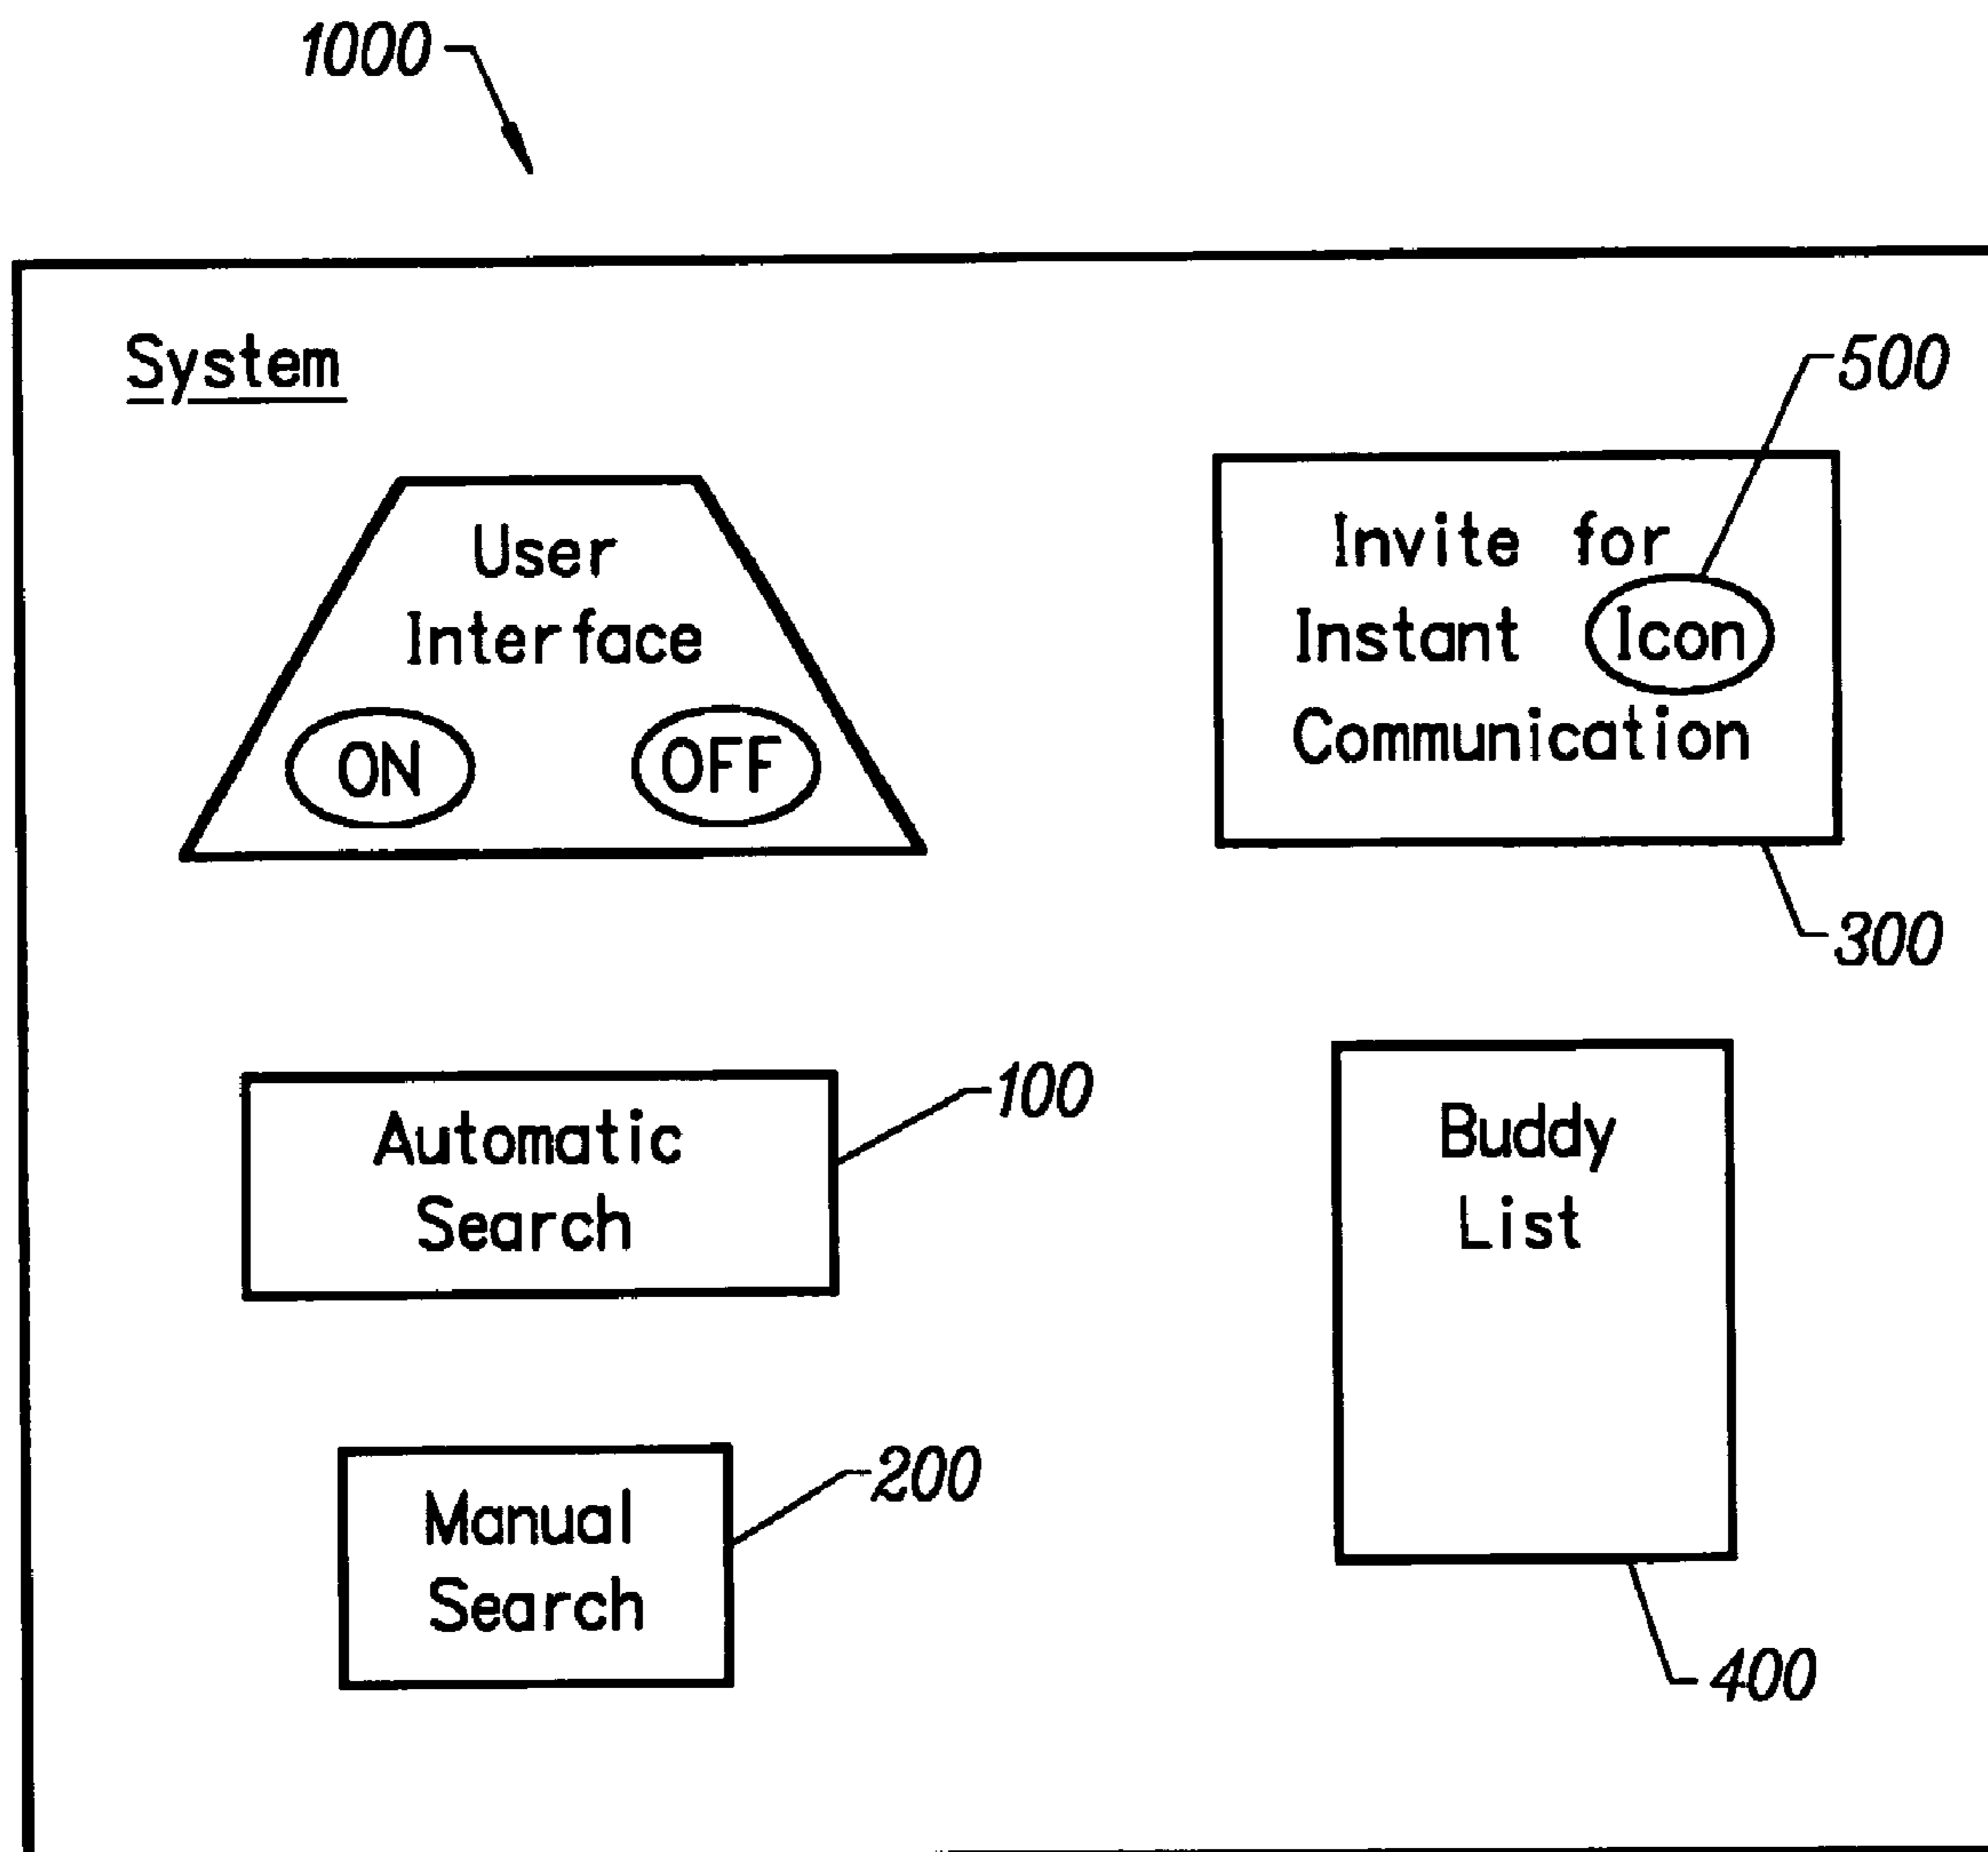 1000
System
500
User
Interface
ON
OFF
Invite for
Instant Icon
Communication
300
Automatic
Search
100
Buddy
List
Manual
Search
200
400